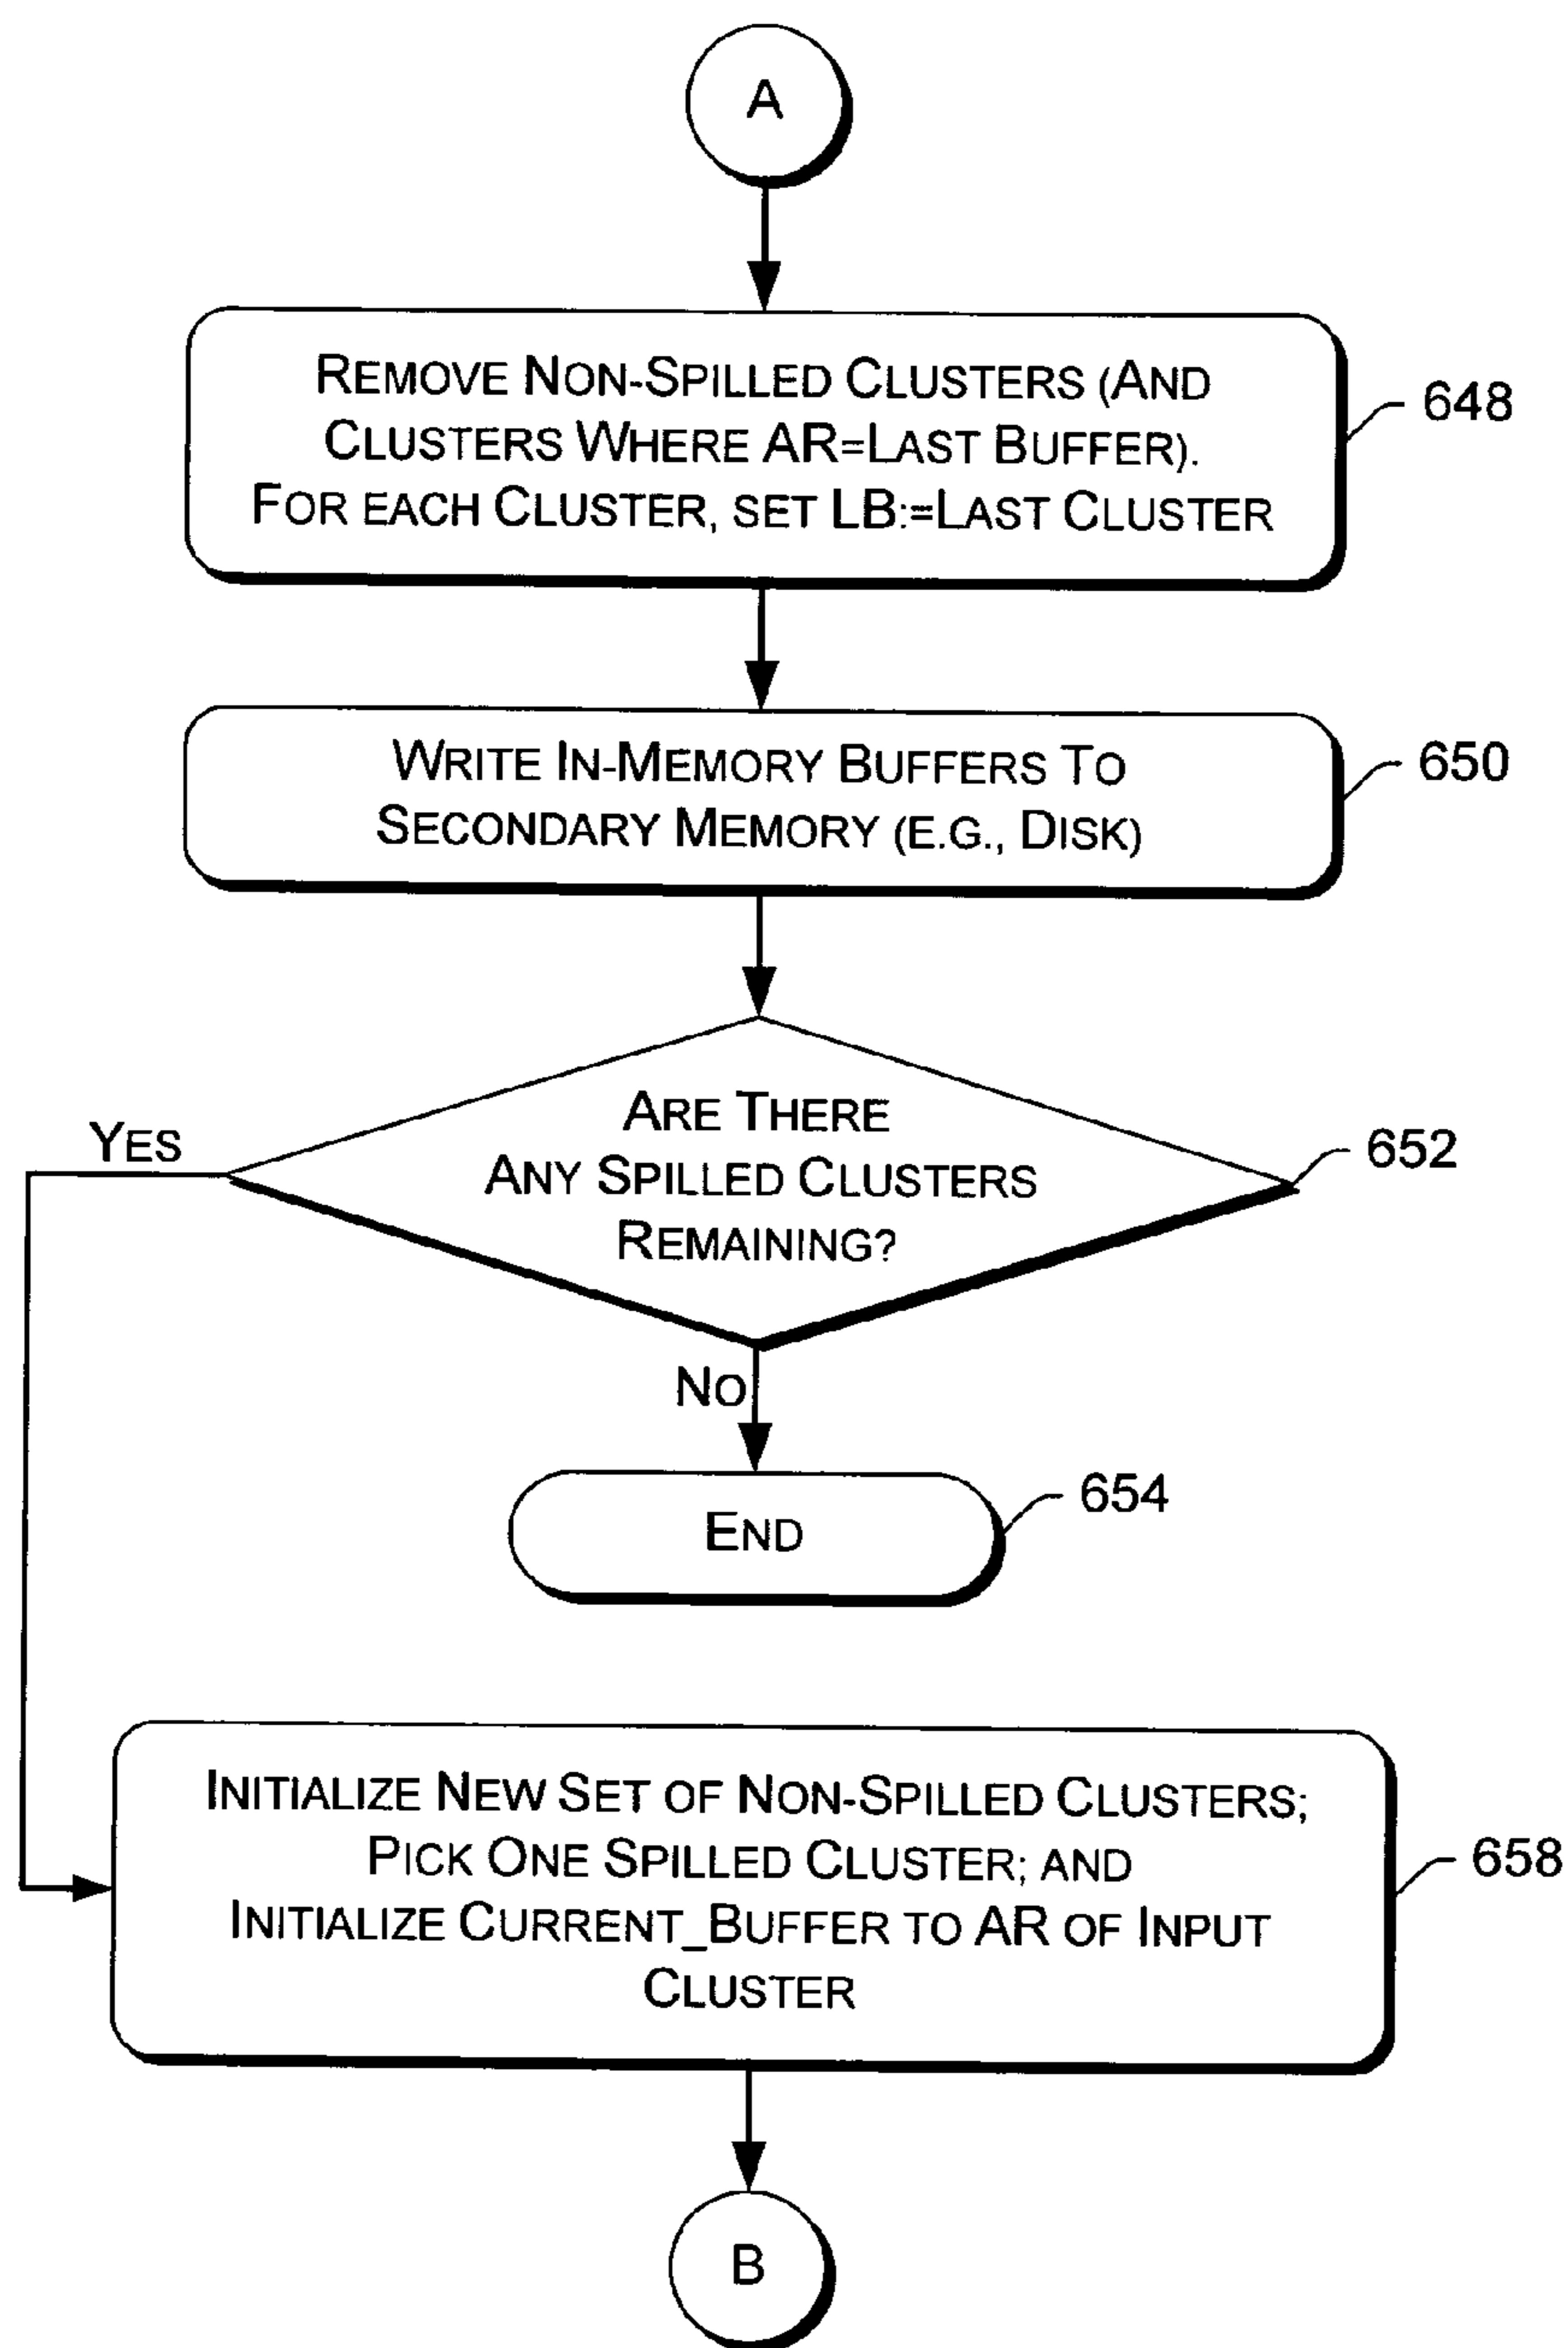 A
REMOVE NON-SPILLED CLUSTERS (AND
CLUSTERS WHERE AR=LAST BUFFER).
FOR EACH CLUSTER, SET LB:=LAST CLUSTER
648
WRITE IN-MEMORY BUFFERS TO
SECONDARY MEMORY (E.G., DISK)
650
YES
ARE THERE
ANY SPILLED CLUSTERS
REMAINING?
652
NO
END
654
INITIALIZE NEW SET OF NON-SPILLED CLUSTERS;
PICK ONE SPILLED CLUSTER; AND
INITIALIZE CURRENT_BUFFER TO AR OF INPUT
CLUSTER
658
B